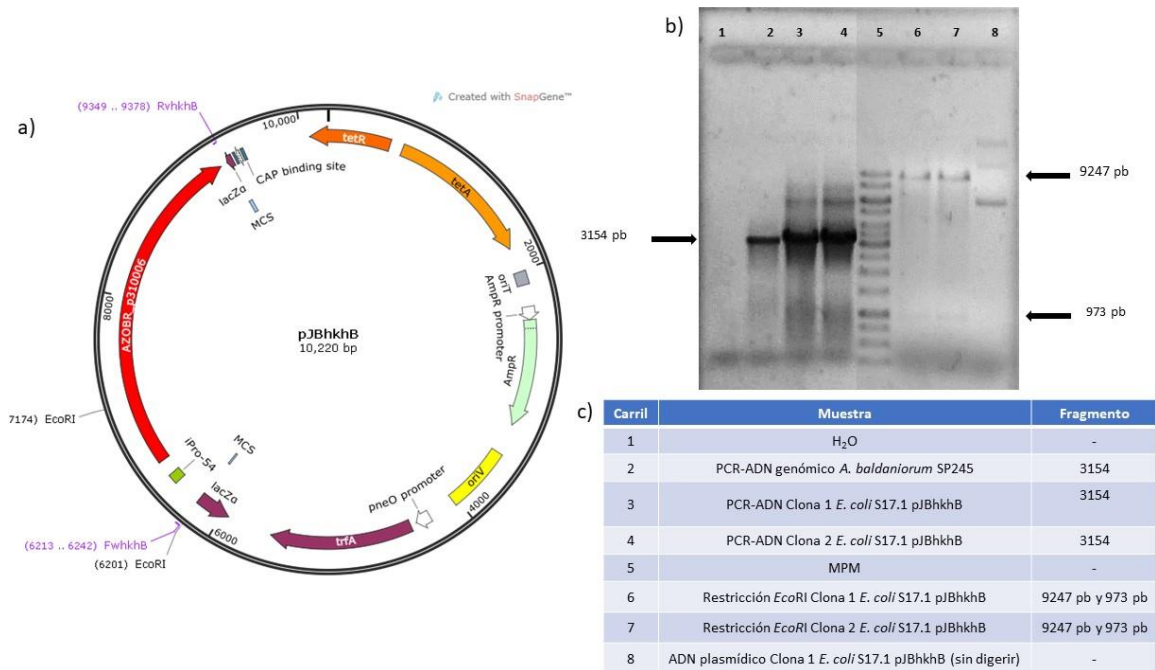 a)
Created with SnapGene™
(9349 .. 9378) RvhkhB
10,000
tetR
CAP binding site
lacZα
MCS
tetA
2000
oriT
AmpR promoter
AmpR
oriV
4000
pneO promoter
trfA
6000
lacZα
MCS
iPro-54
AZOBR_p310006
8000
pJBhkhB
10,220 bp
7174) EcoRI
(6213 .. 6242) FwhkhB
(6201) EcoRI
b)
1 2 3 4 5 6 7 8
9247 pb
3154 pb
973 pb
c)
Carril Muestra Fragmento
1 H₂O -
2 PCR-ADN genómico A. baldaniorum SP245 3154
3 PCR-ADN Clona 1 E. coli S17.1 pJBhkhB 3154
4 PCR-ADN Clona 2 E. coli S17.1 pJBhkhB 3154
5 MPM -
6 Restricción EcoRI Clona 1 E. coli S17.1 pJBhkhB 9247 pb y 973 pb
7 Restricción EcoRI Clona 2 E. coli S17.1 pJBhkhB 9247 pb y 973 pb
8 ADN plasmídico Clona 1 E. coli S17.1 pJBhkhB (sin digerir) -